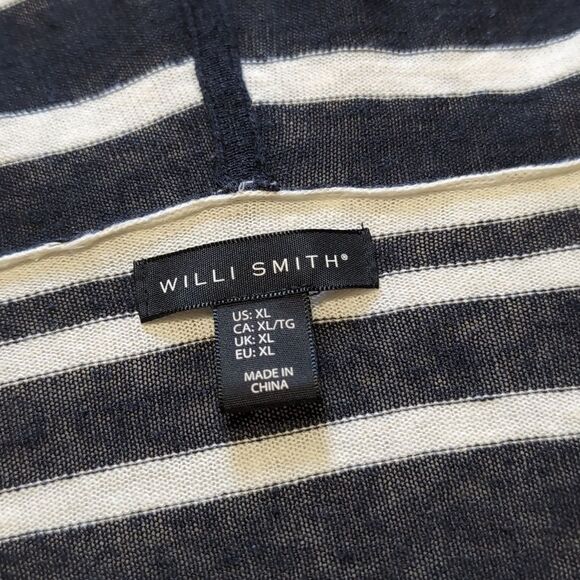 WILLI SMITH®
US: XL
CA: XL/TG
UK: XL
EU: XL
MADE IN
CHINA